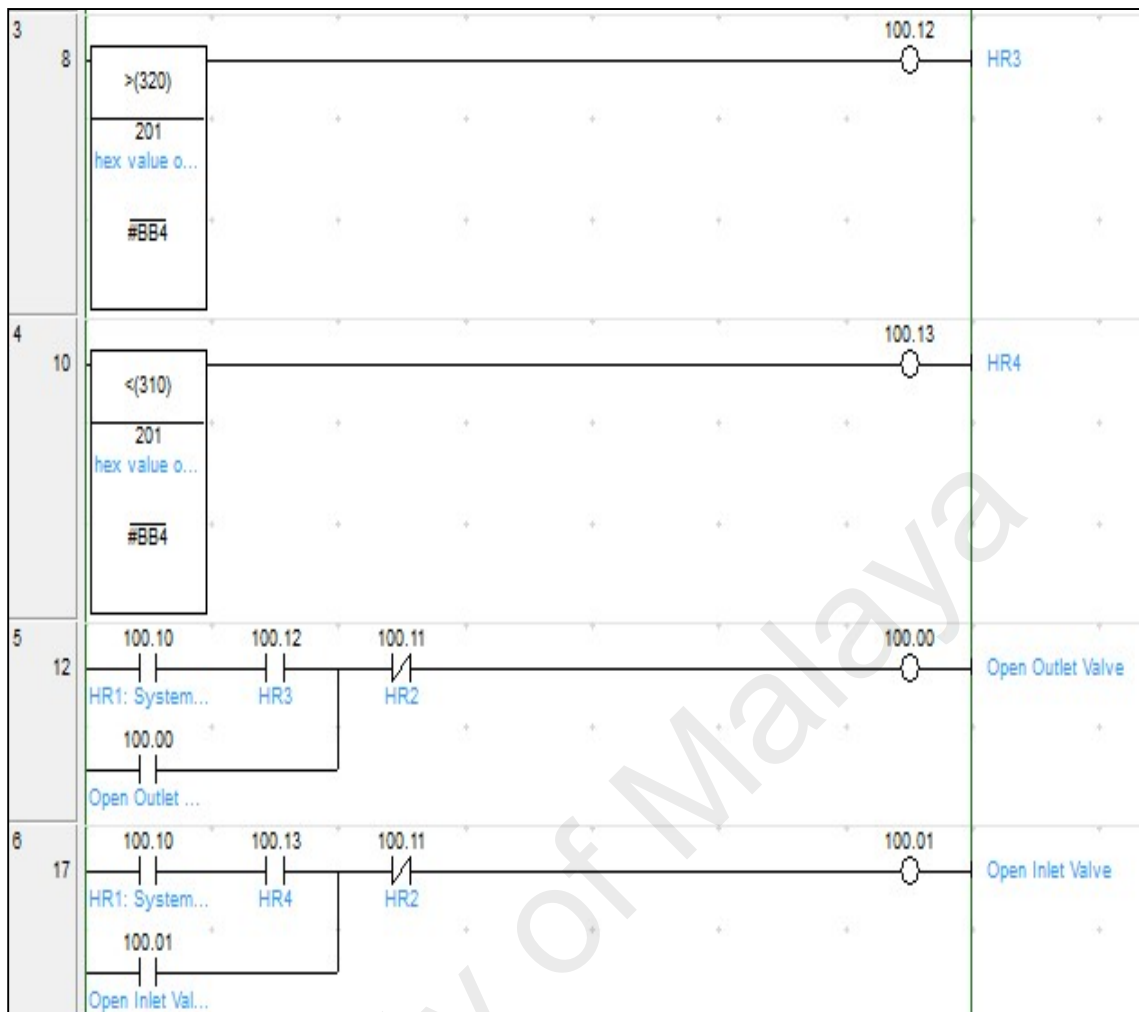 3
100.12
8
HR3
>(320)
201
hex value o...
#BB4
4
100.13
10
HR4
<(310)
201
hex value o...
#BB4
5
100.10 100.12 100.11 100.00
12
Open Outlet Valve
HR1: System... HR3 HR2
100.00
Open Outlet ...
6
100.10 100.13 100.11 100.01
17
Open Inlet Valve
HR1: System... HR4 HR2
100.01
Open Inlet Val...
y of Malaya